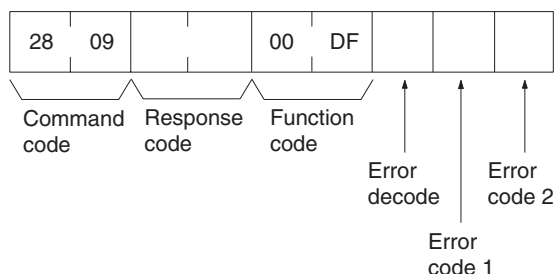 28 09 00 DF
Command code
Response code
Function code
Error decode
Error code 1
Error code 2